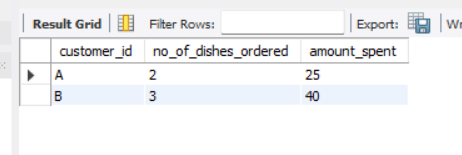 Result Grid Filter Rows: Export:
customer_id no_of_dishes_ordered amount_spent
A 2 25
B 3 40